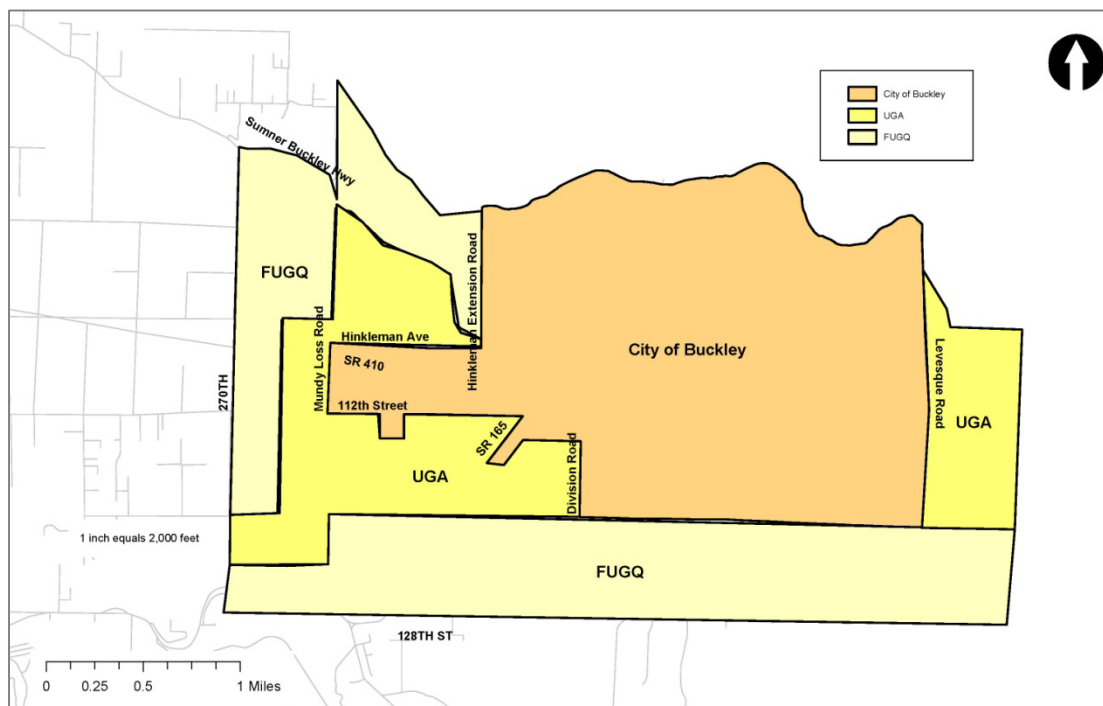 City of Buckley
UGA
FUGQ
Sumner Buckley Hwy
FUGQ
Hinkleman Extension Road
Mundy Loss Road
Hinkleman Ave
SR 410
City of Buckley
Levesque Road
270TH
112th Street
SR 165
UGA
UGA
Division Road
1 inch equals 2,000 feet
FUGQ
128TH ST
0 0.25 0.5 1 Miles